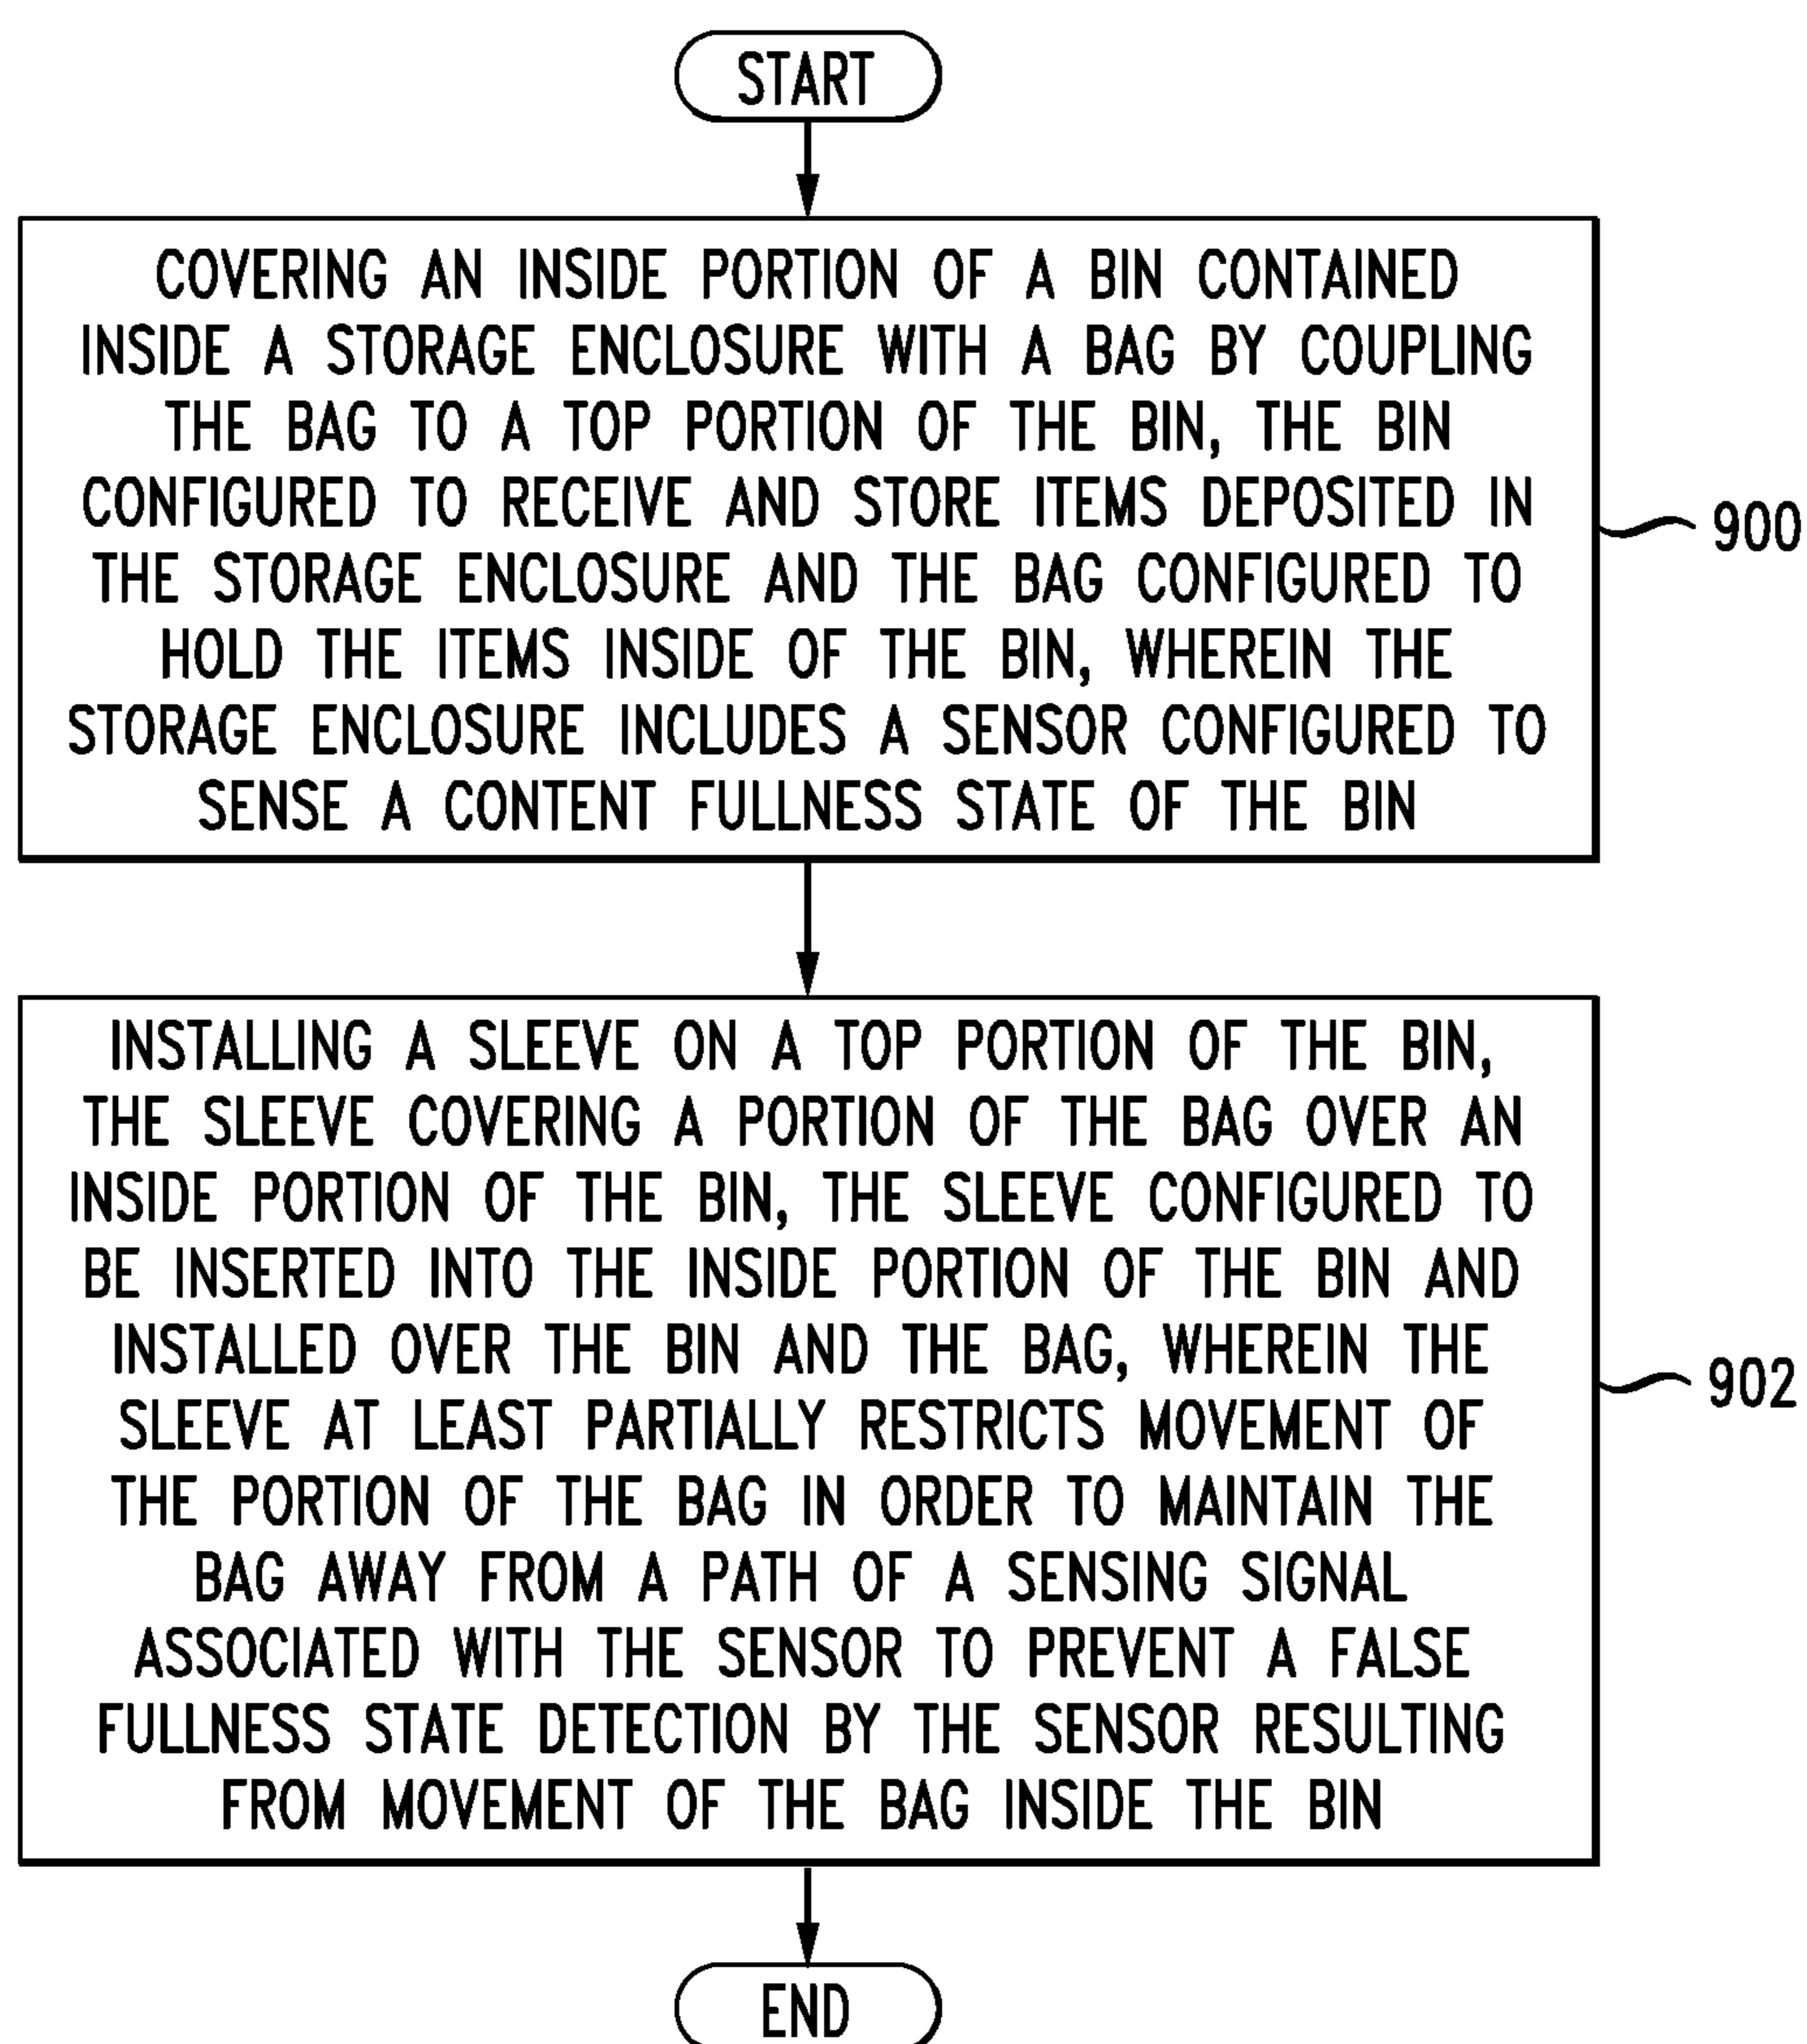 START
COVERING AN INSIDE PORTION OF A BIN CONTAINED
INSIDE A STORAGE ENCLOSURE WITH A BAG BY COUPLING
THE BAG TO A TOP PORTION OF THE BIN, THE BIN
CONFIGURED TO RECEIVE AND STORE ITEMS DEPOSITED IN
THE STORAGE ENCLOSURE AND THE BAG CONFIGURED TO
HOLD THE ITEMS INSIDE OF THE BIN, WHEREIN THE
STORAGE ENCLOSURE INCLUDES A SENSOR CONFIGURED TO
SENSE A CONTENT FULLNESS STATE OF THE BIN
900
INSTALLING A SLEEVE ON A TOP PORTION OF THE BIN,
THE SLEEVE COVERING A PORTION OF THE BAG OVER AN
INSIDE PORTION OF THE BIN, THE SLEEVE CONFIGURED TO
BE INSERTED INTO THE INSIDE PORTION OF THE BIN AND
INSTALLED OVER THE BIN AND THE BAG, WHEREIN THE
SLEEVE AT LEAST PARTIALLY RESTRICTS MOVEMENT OF
THE PORTION OF THE BAG IN ORDER TO MAINTAIN THE
BAG AWAY FROM A PATH OF A SENSING SIGNAL
ASSOCIATED WITH THE SENSOR TO PREVENT A FALSE
FULLNESS STATE DETECTION BY THE SENSOR RESULTING
FROM MOVEMENT OF THE BAG INSIDE THE BIN
902
END